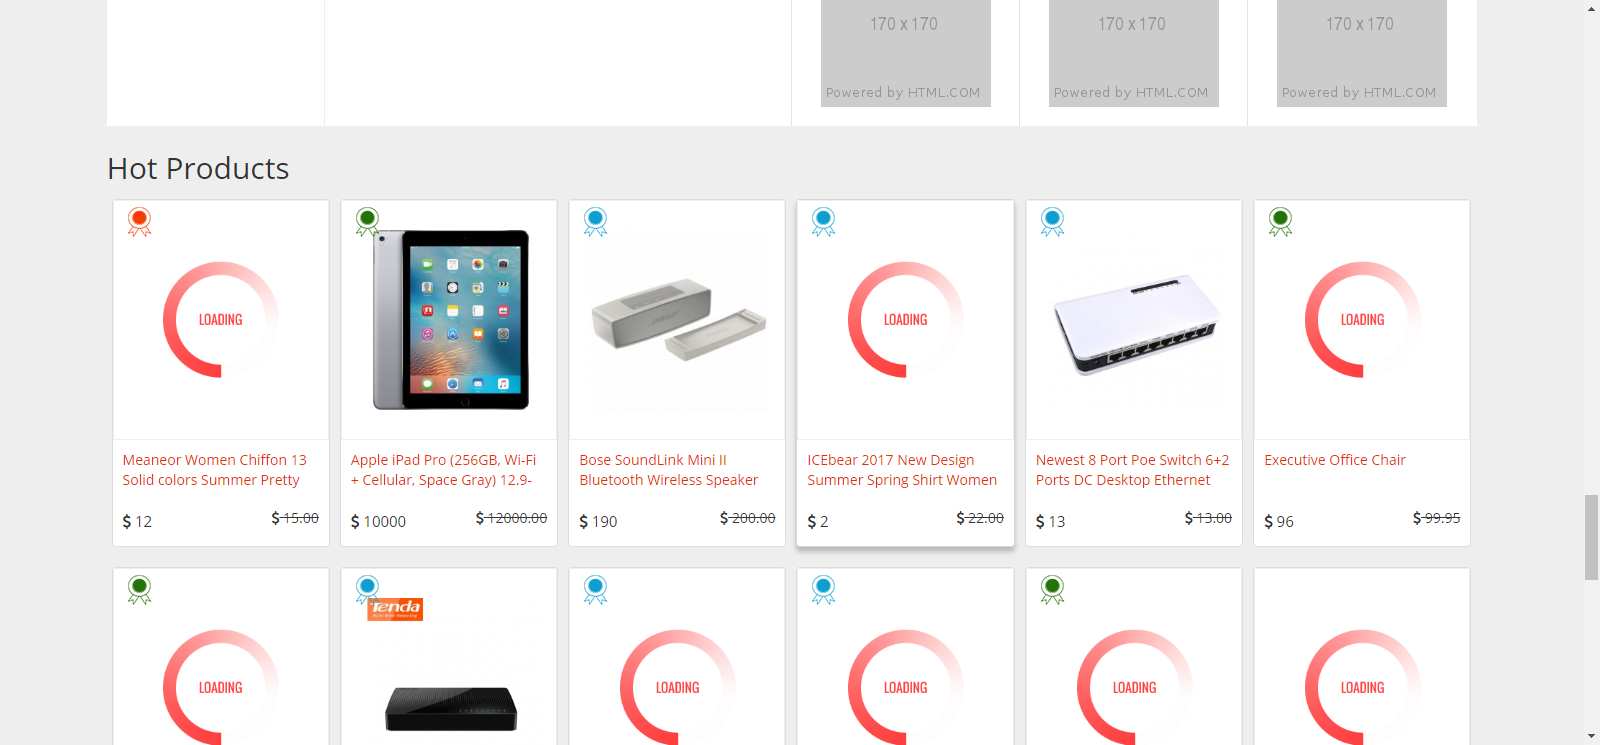 170 x 170
170 x 170
170 x 170
Powered by HTML.COM
Powered by HTML.COM
Powered by HTML.COM
Hot Products
LOADING
LOADING
LOADING
Meaneor Women Chiffon 13
Solid colors Summer Pretty
$ 12
$ 15.00
Apple iPad Pro (256GB, Wi-Fi
+ Cellular, Space Gray) 12.9-
$ 10000
$ 12000.00
Bose SoundLink Mini II
Bluetooth Wireless Speaker
$ 190
$ 200.00
ICEbear 2017 New Design
Summer Spring Shirt Women
$ 2
$ 22.00
Newest 8 Port Poe Switch 6+2
Ports DC Desktop Ethernet
$ 13
$ 13.00
Executive Office Chair
$ 96
$ 99.95
Tenda
LOADING
LOADING
LOADING
LOADING
LOADING